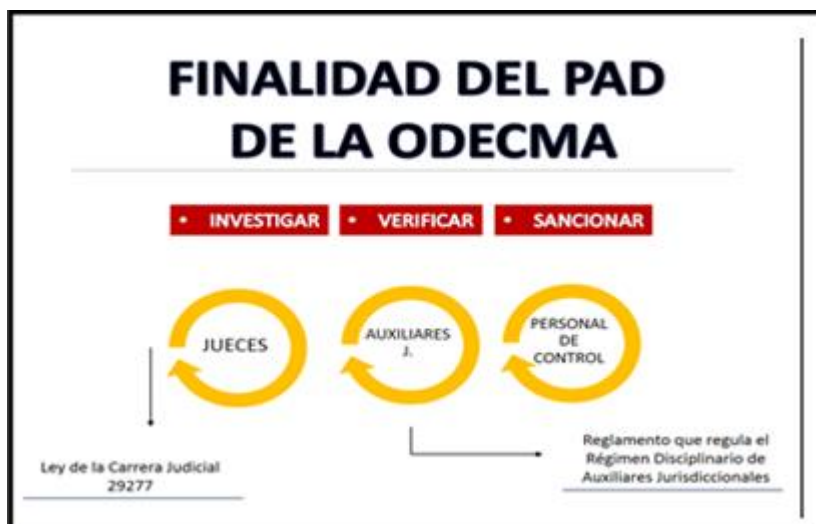 FINALIDAD DEL PAD
DE LA ODECMA
• INVESTIGAR
• VERIFICAR
• SANCIONAR
JUECES
AUXILIARES
J.
PERSONAL
DE
CONTROL
Ley de la Carrera Judicial
29277
Reglamento que regula el
Régimen Disciplinario de
Auxiliares Jurisdiccionales